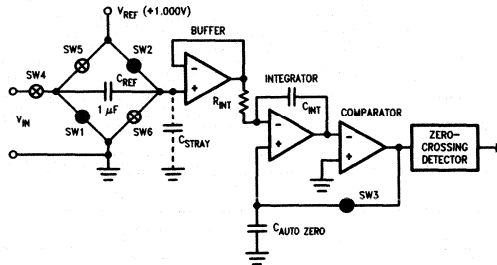 V_REF (+1.000V)
SW5
SW2
BUFFER
SW4
C_REF
1 μF
V_IN
SW1
SW6
C_STRAY
R_INT
INTEGRATOR
C_INT
COMPARATOR
ZERO-
CROSSING
DETECTOR
SW3
C_AUTO ZERO
- + - + - +